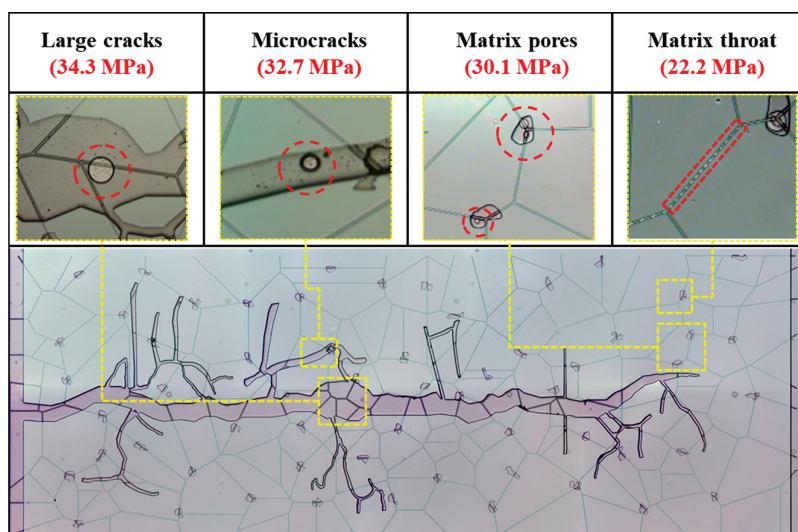 Large cracks
(34.3 MPa)
Microcracks
(32.7 MPa)
Matrix pores
(30.1 MPa)
Matrix throat
(22.2 MPa)